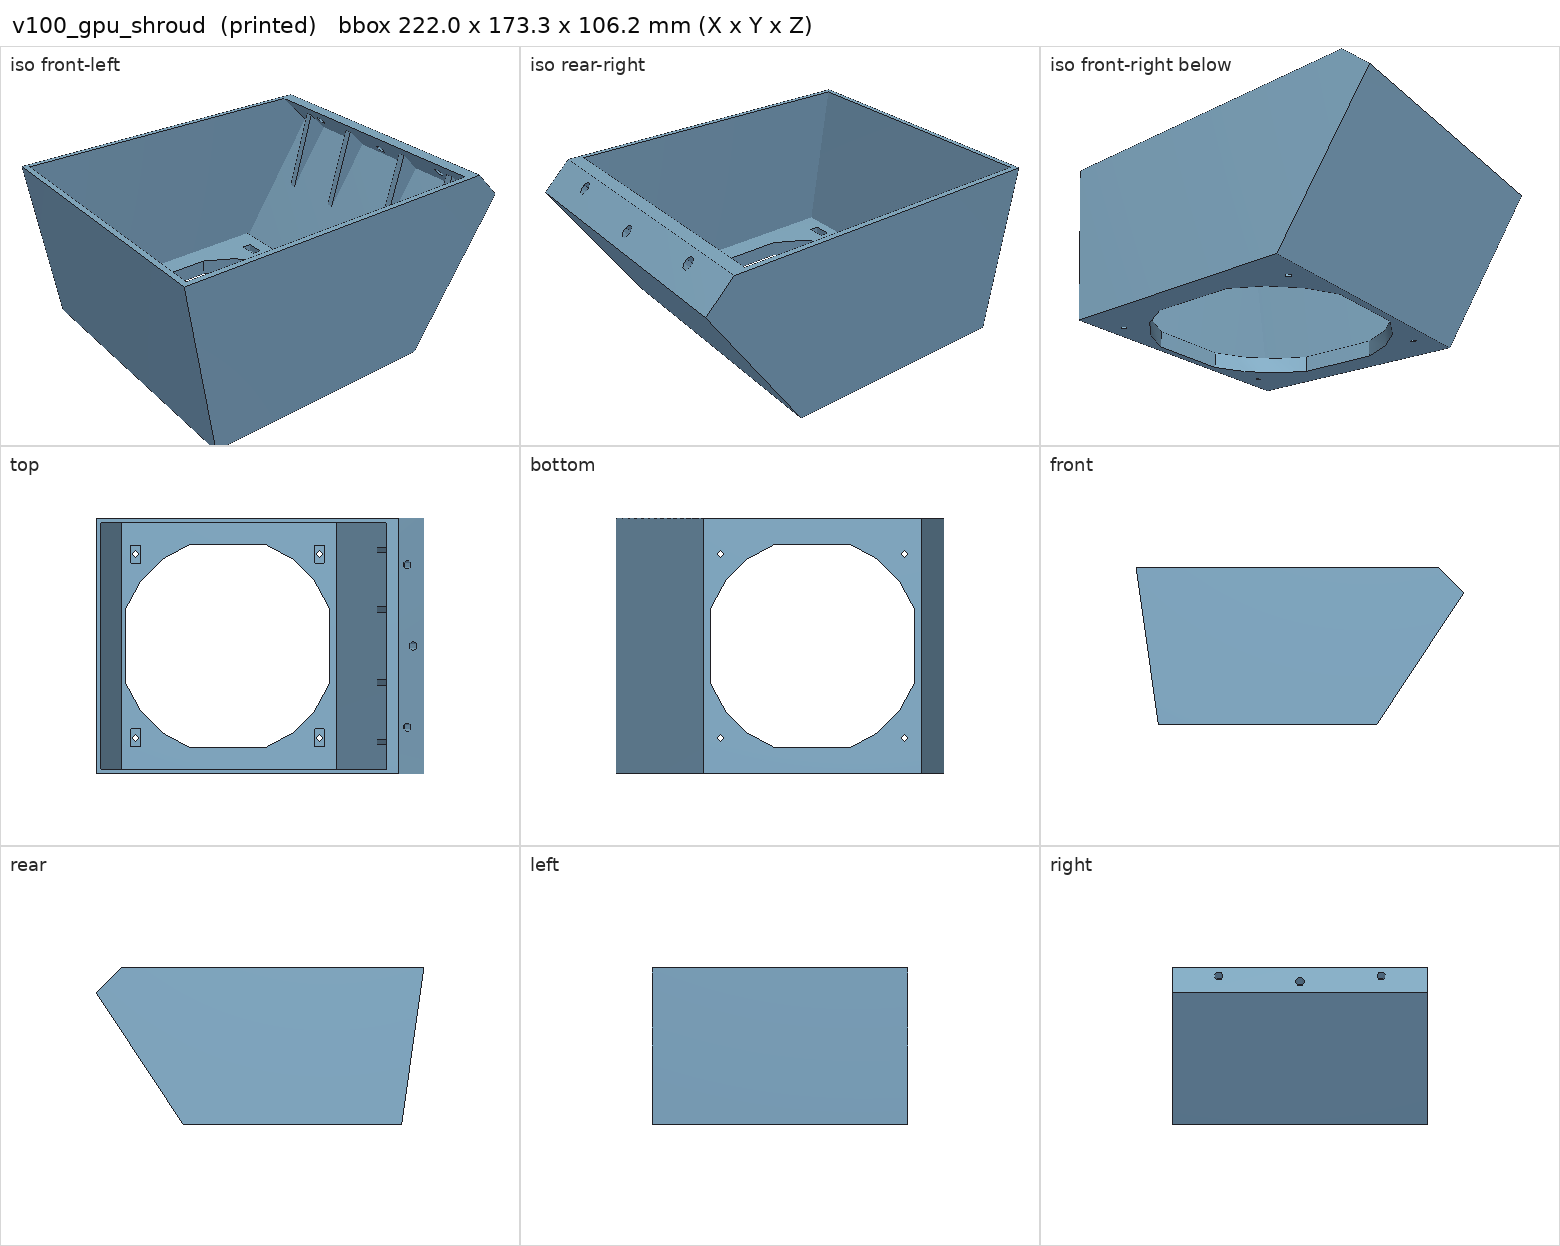 v100_gpu_shroud  (printed)   bbox 222.0 x 173.3 x 106.2 mm (X x Y x Z)
iso front-left
iso rear-right
iso front-right below
top
bottom
front
rear
left
right